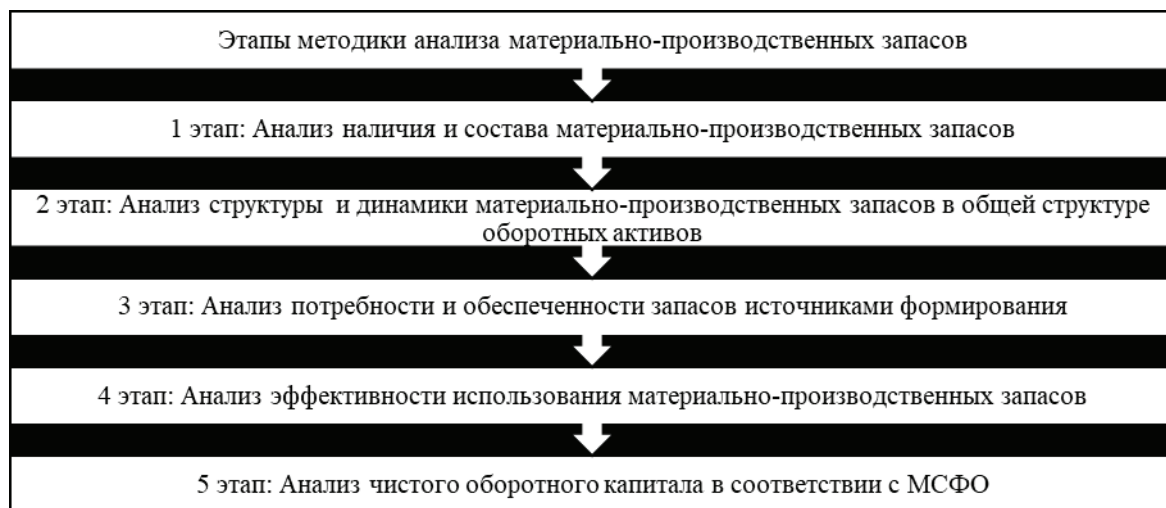 Этапы методики анализа материально-производственных запасов
1 этап: Анализ наличия и состава материально-производственных запасов
2 этап: Анализ структуры и динамики материально-производственных запасов в общей структуре
оборотных активов
3 этап: Анализ потребности и обеспеченности запасов источниками формирования
4 этап: Анализ эффективности использования материально-производственных запасов
5 этап: Анализ чистого оборотного капитала в соответствии с МСФО